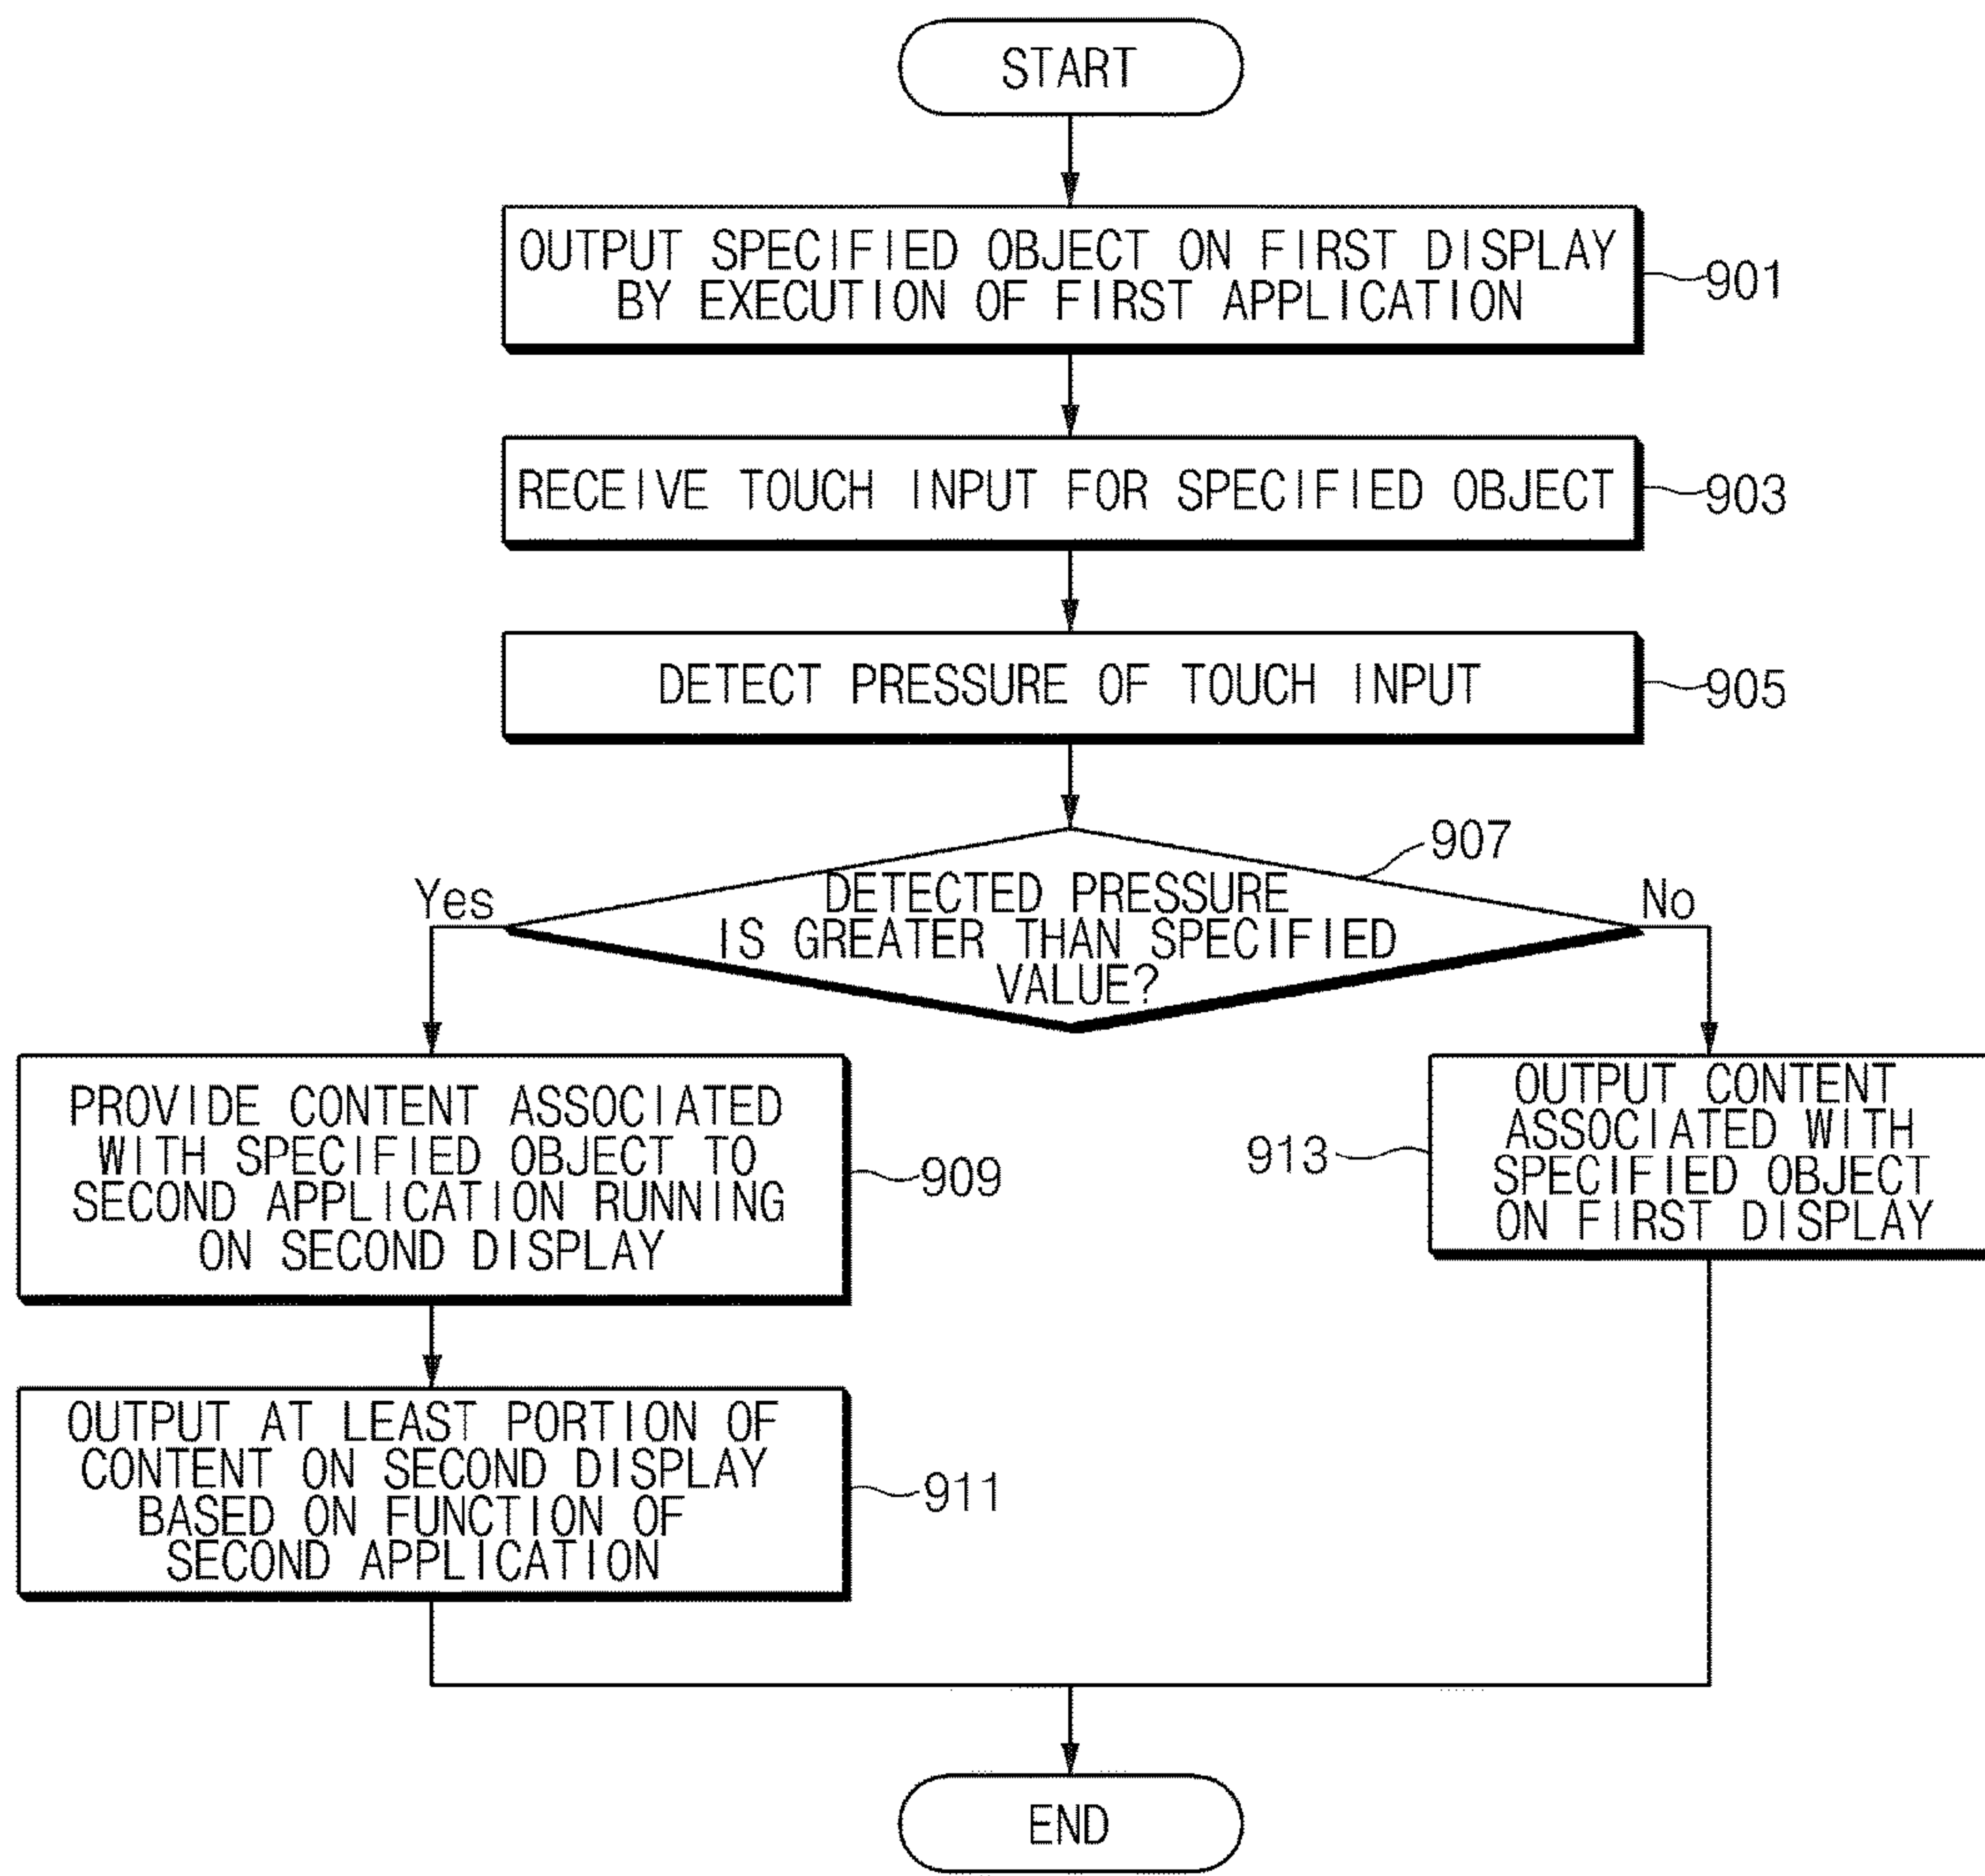 START
OUTPUT SPECIFIED OBJECT ON FIRST DISPLAY
BY EXECUTION OF FIRST APPLICATION
901
RECEIVE TOUCH INPUT FOR SPECIFIED OBJECT
903
DETECT PRESSURE OF TOUCH INPUT
905
907
DETECTED PRESSURE
IS GREATER THAN SPECIFIED
VALUE?
Yes
No
PROVIDE CONTENT ASSOCIATED
WITH SPECIFIED OBJECT TO
SECOND APPLICATION RUNNING
ON SECOND DISPLAY
909
913
OUTPUT CONTENT
ASSOCIATED WITH
SPECIFIED OBJECT
ON FIRST DISPLAY
OUTPUT AT LEAST PORTION OF
CONTENT ON SECOND DISPLAY
BASED ON FUNCTION OF
SECOND APPLICATION
911
END